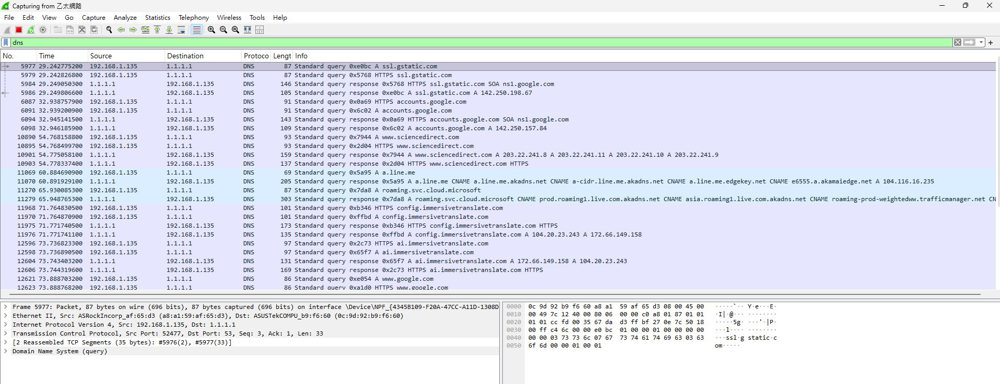 Capturing from 乙太網路
File Edit View Go Capture Analyze Statistics Telephony Wireless Tools Help
dns
No. Time Source Destination Protoco Lengt Info
5977 29.242775200 192.168.1.135 1.1.1.1 DNS 87 Standard query 0xe0bc A ssl.gstatic.com
5979 29.242826800 192.168.1.135 1.1.1.1 DNS 87 Standard query 0x5768 HTTPS ssl.gstatic.com
5984 29.249050300 1.1.1.1 192.168.1.135 DNS 146 Standard query response 0x5768 HTTPS ssl.gstatic.com SOA ns1.google.com
5986 29.249806600 1.1.1.1 192.168.1.135 DNS 105 Standard query response 0xe0bc A ssl.gstatic.com A 142.250.198.67
6087 32.938757900 192.168.1.135 1.1.1.1 DNS 91 Standard query 0x0a69 HTTPS accounts.google.com
6091 32.939200900 192.168.1.135 1.1.1.1 DNS 91 Standard query 0x6c02 A accounts.google.com
6094 32.945141500 1.1.1.1 192.168.1.135 DNS 143 Standard query response 0x0a69 HTTPS accounts.google.com SOA ns1.google.com
6098 32.946185900 1.1.1.1 192.168.1.135 DNS 109 Standard query response 0x6c02 A accounts.google.com A 142.250.157.84
10890 54.768158800 192.168.1.135 1.1.1.1 DNS 93 Standard query 0x7944 A www.sciencedirect.com
10895 54.768499700 192.168.1.135 1.1.1.1 DNS 93 Standard query 0x2d04 HTTPS www.sciencedirect.com
10901 54.775058100 1.1.1.1 192.168.1.135 DNS 159 Standard query response 0x7944 A www.sciencedirect.com A 203.22.241.8 A 203.22.241.11 A 203.22.241.10 A 203.22.241.9
10903 54.778337400 1.1.1.1 192.168.1.135 DNS 137 Standard query response 0x2d04 HTTPS www.sciencedirect.com HTTPS
11069 60.884690900 192.168.1.135 1.1.1.1 DNS 69 Standard query 0x5a95 A a.line.me
11070 60.891929100 1.1.1.1 192.168.1.135 DNS 205 Standard query response 0x5a95 A a.line.me CNAME a.line.me.akadns.net CNAME a-cidr.line.me.akadns.net CNAME a.line.me.edgekey.net CNAME e6555.a.akamaiedge.net A 104.116.16.235
11270 65.930085300 192.168.1.135 1.1.1.1 DNS 87 Standard query 0x7da8 A roaming.svc.cloud.microsoft
11279 65.948765300 1.1.1.1 192.168.1.135 DNS 303 Standard query response 0x7da8 A roaming.svc.cloud.microsoft CNAME prod.roaming1.live.com.akadns.net CNAME asia.roaming1.live.com.akadns.net CNAME roaming-prod-weightedww.trafficmanager.net CN
11968 71.764830500 192.168.1.135 1.1.1.1 DNS 101 Standard query 0xb346 HTTPS config.immersivetranslate.com
11970 71.764870900 192.168.1.135 1.1.1.1 DNS 101 Standard query 0xffbd A config.immersivetranslate.com
11975 71.771740500 1.1.1.1 192.168.1.135 DNS 173 Standard query response 0xb346 HTTPS config.immersivetranslate.com HTTPS
11976 71.771741100 1.1.1.1 192.168.1.135 DNS 135 Standard query response 0xffbd A config.immersivetranslate.com A 104.20.23.243 A 172.66.149.158
12596 73.736823300 192.168.1.135 1.1.1.1 DNS 97 Standard query 0x2c73 HTTPS ai.immersivetranslate.com
12598 73.736890500 192.168.1.135 1.1.1.1 DNS 97 Standard query 0x65f7 A ai.immersivetranslate.com
12604 73.743403200 1.1.1.1 192.168.1.135 DNS 131 Standard query response 0x65f7 A ai.immersivetranslate.com A 172.66.149.158 A 104.20.23.243
12606 73.744319600 1.1.1.1 192.168.1.135 DNS 169 Standard query response 0x2c73 HTTPS ai.immersivetranslate.com HTTPS
12621 73.888703200 192.168.1.135 1.1.1.1 DNS 86 Standard query 0xe054 A www.google.com
12623 73.888768200 192.168.1.135 1.1.1.1 DNS 86 Standard query 0xa1d0 HTTPS www.google.com
Frame 5977: Packet, 87 bytes on wire (696 bits), 87 bytes captured (696 bits) on interface \Device\NPF_{4345B109-F20A-47CC-A11D-1308D
Ethernet II, Src: ASRockIncorp_af:65:d3 (a8:a1:59:af:65:d3), Dst: ASUSTekCOMPU_b9:f6:60 (0c:9d:92:b9:f6:60)
Internet Protocol Version 4, Src: 192.168.1.135, Dst: 1.1.1.1
Transmission Control Protocol, Src Port: 52477, Dst Port: 53, Seq: 3, Ack: 1, Len: 33
[2 Reassembled TCP Segments (35 bytes): #5976(2), #5977(33)]
Domain Name System (query)
0000 0c 9d 92 b9 f6 60 a8 a1 59 af 65 d3 08 00 45 00 ·····`·· Y·e···E·
0010 00 49 7c 12 40 00 80 06 00 00 c0 a8 01 87 01 01 ·I|·@··· ········
0020 01 01 cc fd 00 35 67 da d3 ff bf 27 0e 7c 50 18 ·····5g· ···'·|P·
0030 00 ff c4 6c 00 00 e0 bc 01 00 00 01 00 00 00 00 ···l···· ········
0040 00 00 03 73 73 6c 07 67 73 74 61 74 69 63 03 63 ···ssl·g static·c
0050 6f 6d 00 00 01 00 01 om·····